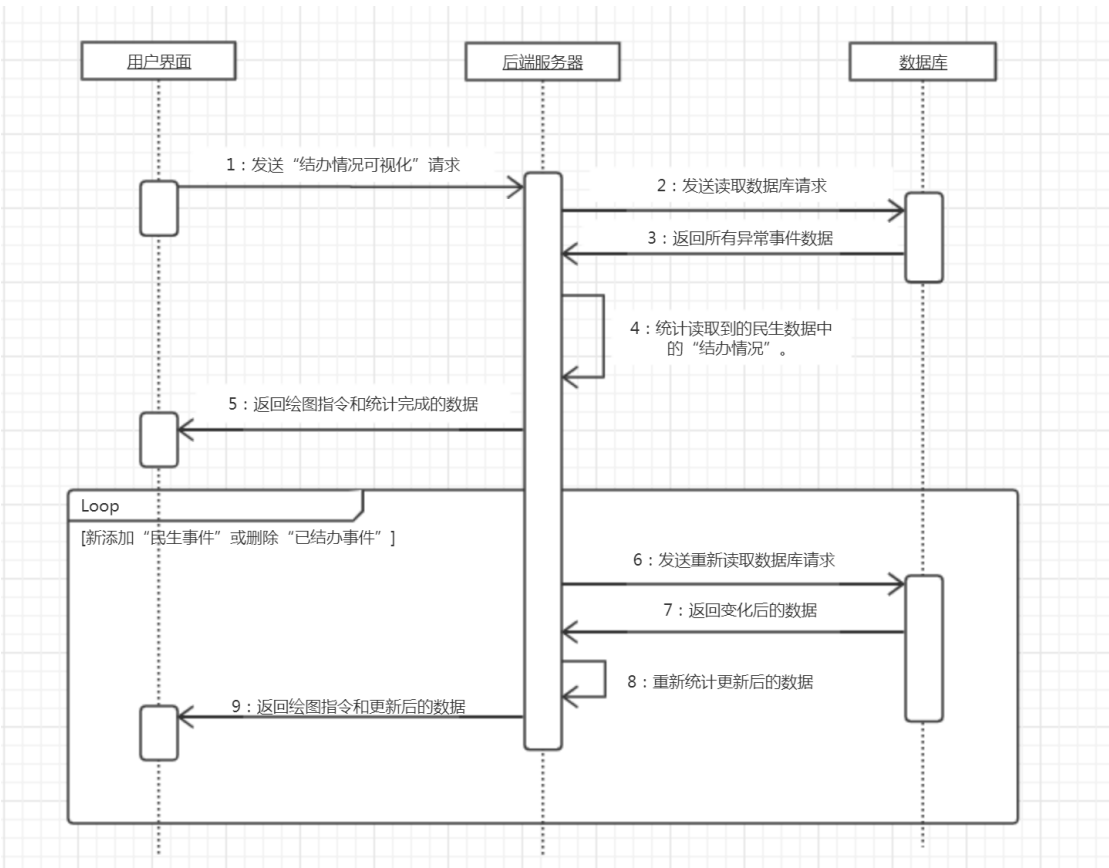 用户界面
后端服务器
数据库
1：发送“结办情况可视化”请求
2：发送读取数据库请求
3：返回所有异常事件数据
4：统计读取到的民生数据中
的“结办情况”。
5：返回绘图指令和统计完成的数据
Loop
[新添加“民生事件”或删除“已结办事件”]
6：发送重新读取数据库请求
7：返回变化后的数据
8：重新统计更新后的数据
9：返回绘图指令和更新后的数据